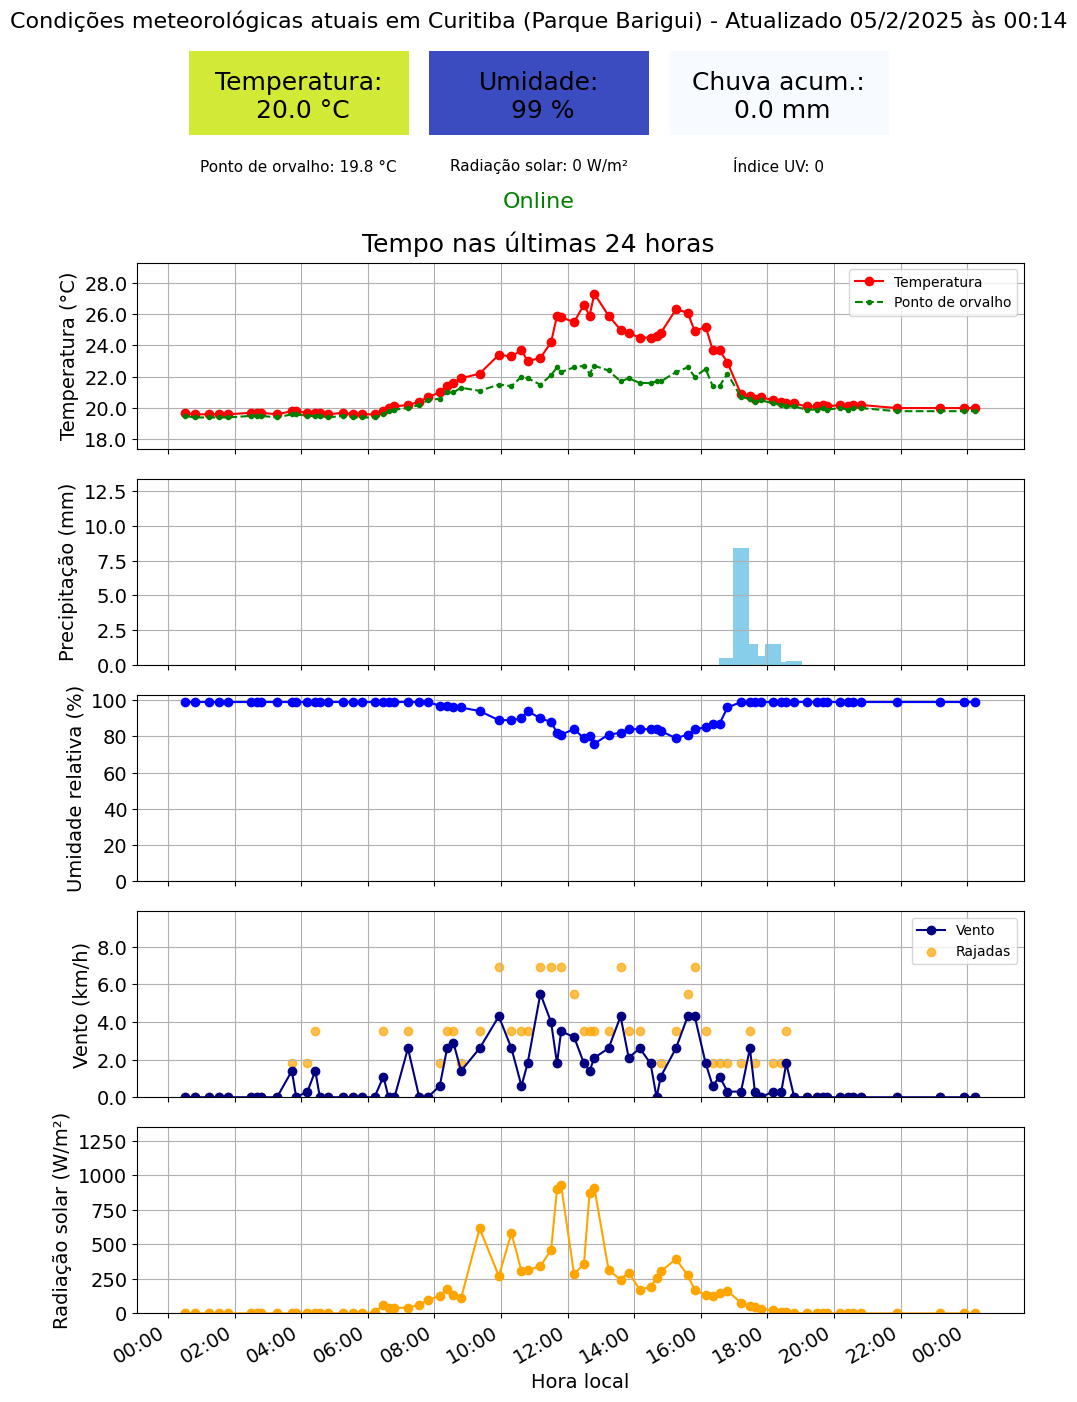 Condições meteorológicas atuais em Curitiba (Parque Barigui) - Atualizado 05/2/2025 às 00:14
Temperatura:
20.0 °C
Umidade:
99 %
Chuva acum.:
0.0 mm
Ponto de orvalho: 19.8 °C
Radiação solar: 0 W/m²
Índice UV: 0
Online
Tempo nas últimas 24 horas
Temperatura (°C)
28.0
26.0
24.0
22.0
20.0
18.0
Temperatura
Ponto de orvalho
Precipitação (mm)
12.5
10.0
7.5
5.0
2.5
0.0
Umidade relativa (%)
100
80
60
40
20
0
Vento (km/h)
8.0
6.0
4.0
2.0
0.0
Vento
Rajadas
Radiação solar (W/m²)
1250
1000
750
500
250
0
00:00
02:00
04:00
06:00
08:00
10:00
12:00
14:00
16:00
18:00
20:00
22:00
00:00
Hora local